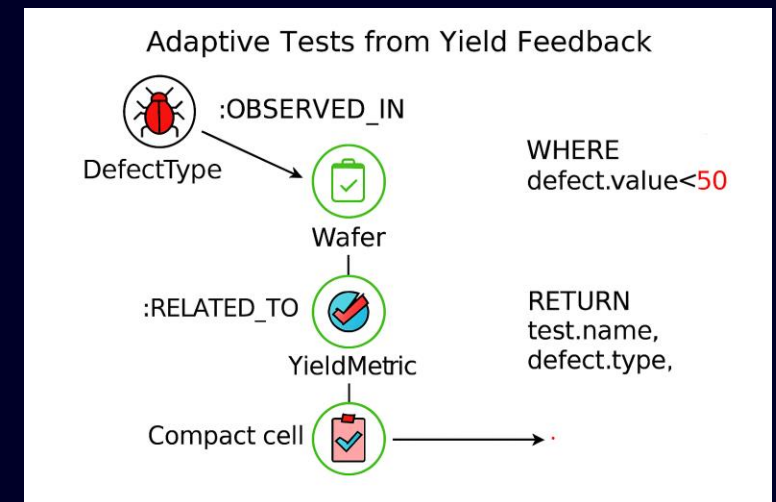 Adaptive Tests from Yield Feedback
:OBSERVED_IN
DefectType
WHERE
defect.value<50
Wafer
:RELATED_TO
RETURN
test.name,
defect.type,
YieldMetric
Compact cell